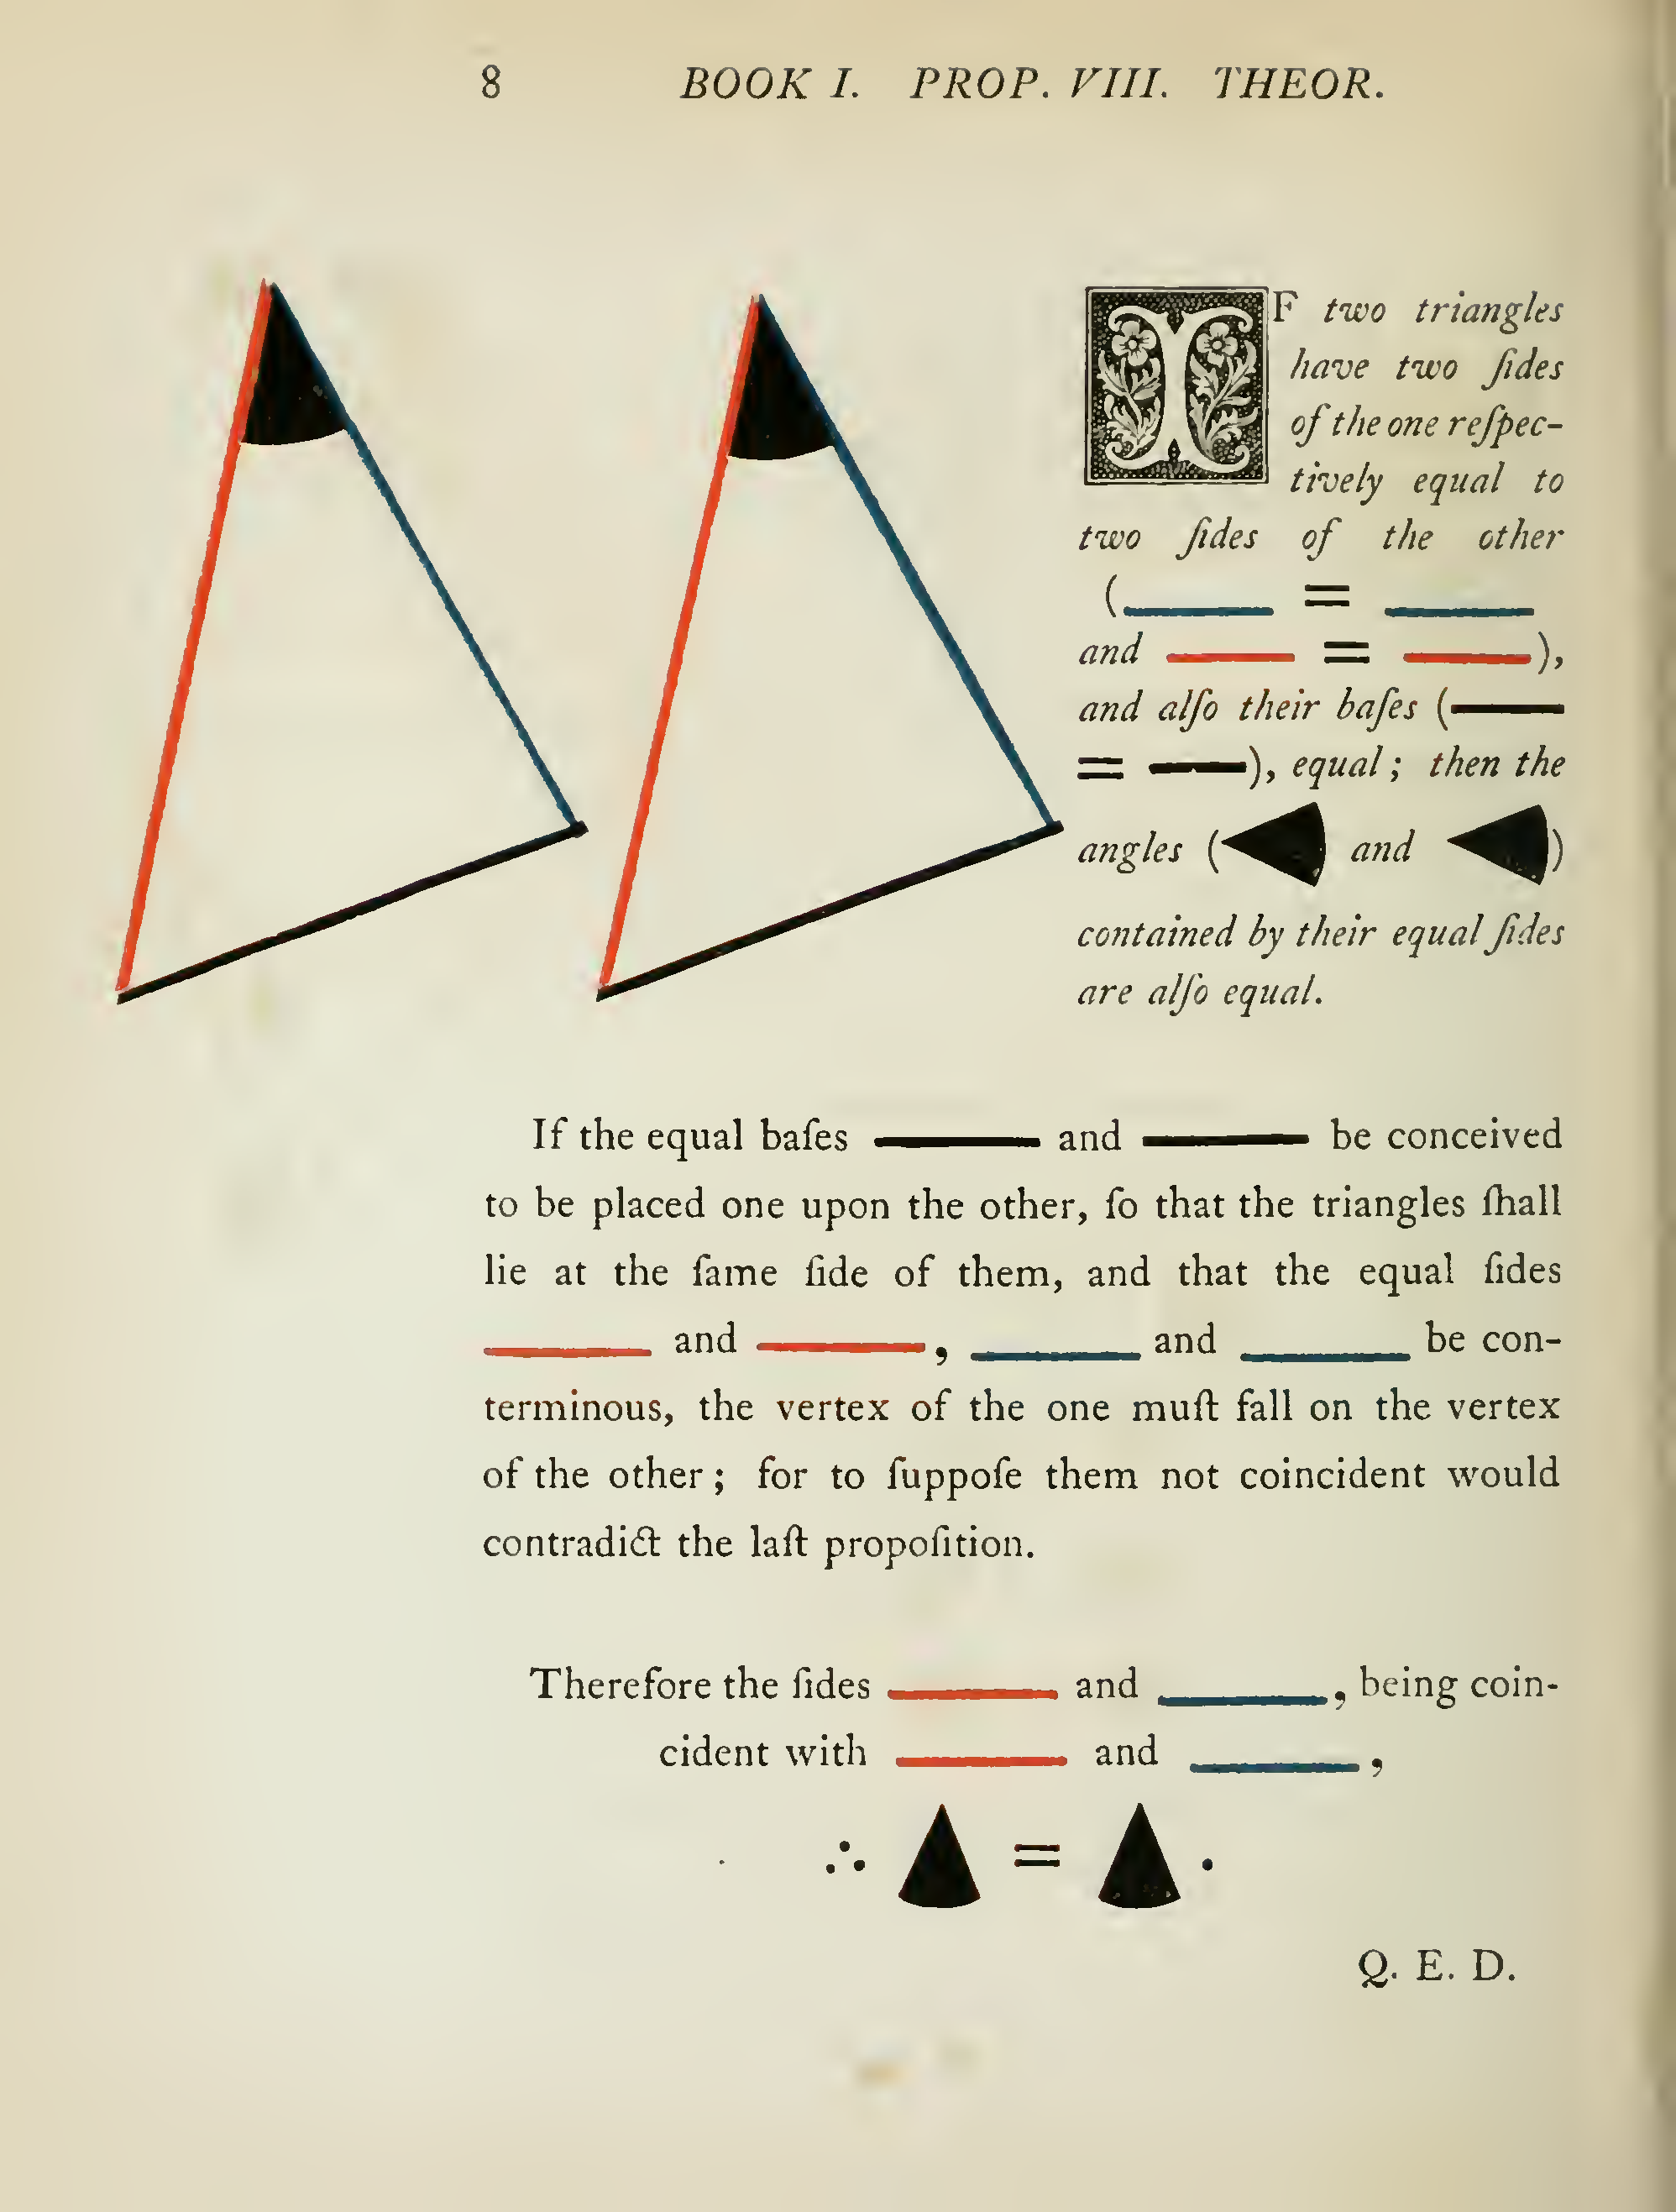 8 BOOK I. PROP. VIII. THEOR.
IF two triangles
have two ſides
of the one reſpec-
tively equal to
two ſides of the other
( = 
and = ),
and alſo their baſes (
= ), equal ; then the
angles ( and )
contained by their equal ſides
are alſo equal.
If the equal baſes and be conceived
to be placed one upon the other, ſo that the triangles ſhall
lie at the ſame ſide of them, and that the equal ſides
and , and be con-
terminous, the vertex of the one muſt fall on the vertex
of the other ; for to ſuppoſe them not coincident would
contradict the laſt propoſition.
Therefore the ſides and , being coin-
cident with and ,
∴ = .
Q. E. D.